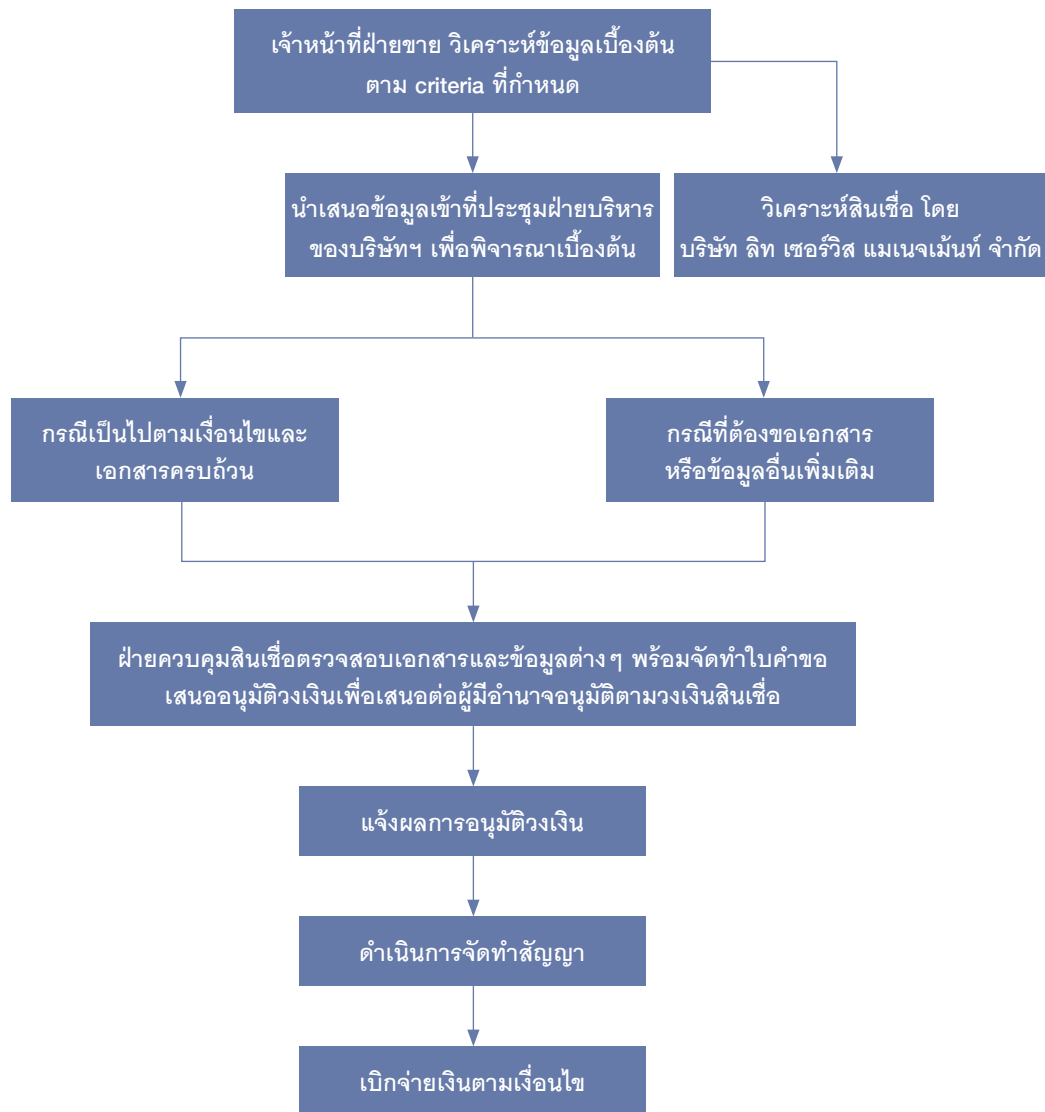 เจ้าหน้าที่ฝ่ายขาย วิเคราะห์ข้อมูลเบื้องต้น
ตาม criteria ที่กำหนด
นำเสนอข้อมูลเข้าที่ประชุมฝ่ายบริหาร
ของบริษัทฯ เพื่อพิจารณาเบื้องต้น
วิเคราะห์สินเชื่อ โดย
บริษัท ลิท เซอร์วิส แมเนจเม้นท์ จำกัด
กรณีเป็นไปตามเงื่อนไขและ
เอกสารครบถ้วน
กรณีที่ต้องขอเอกสาร
หรือข้อมูลอื่นเพิ่มเติม
ฝ่ายควบคุมสินเชื่อตรวจสอบเอกสารและข้อมูลต่าง ๆ พร้อมจัดทำใบคำขอ
เสนออนุมัติวงเงินเพื่อเสนอต่อผู้มีอำนาจอนุมัติตามวงเงินสินเชื่อ
แจ้งผลการอนุมัติวงเงิน
ดำเนินการจัดทำสัญญา
เบิกจ่ายเงินตามเงื่อนไข